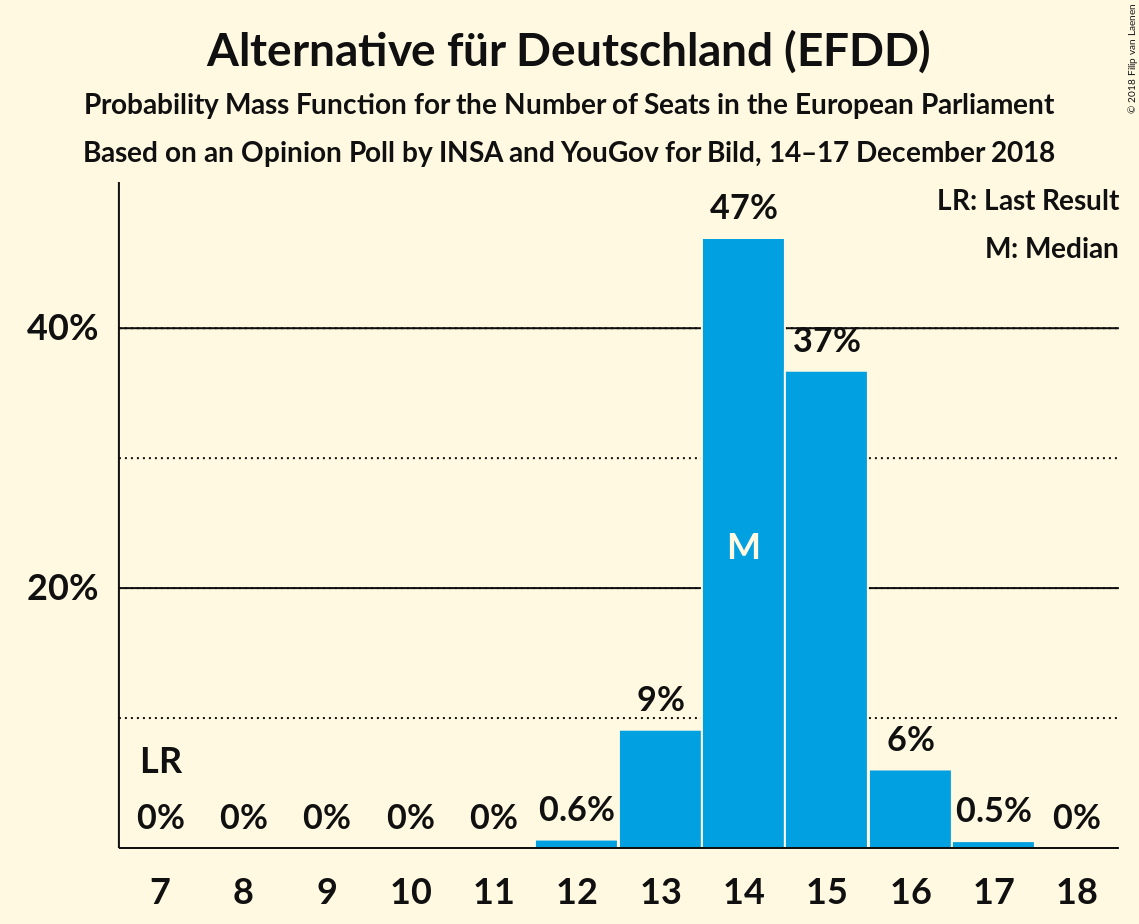 Alternative für Deutschland (EFDD)
Probability Mass Function for the Number of Seats in the European Parliament
Based on an Opinion Poll by INSA and YouGov for Bild, 14–17 December 2018
© 2018 Filip van Laenen
LR: Last Result
M: Median
47%
40%
37%
M
20%
9%
6%
LR
0% 0% 0% 0% 0% 0.6% 0.5% 0%
7 8 9 10 11 12 13 14 15 16 17 18